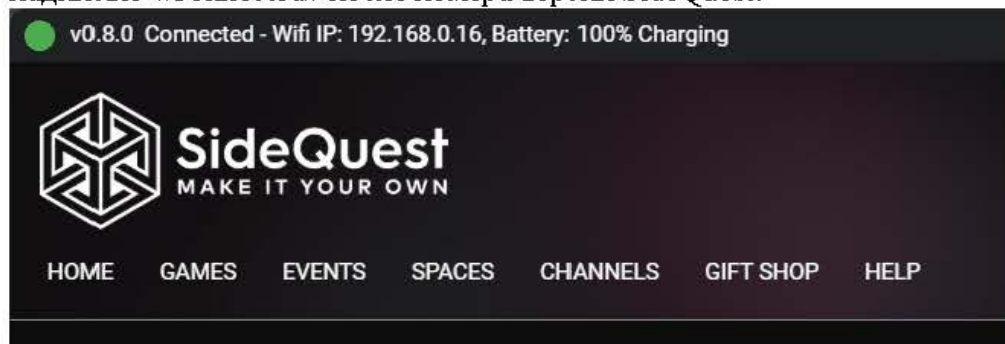 v0.8.0 Connected - Wifi IP: 192.168.0.16, Battery: 100% Charging
SideQuest
MAKE IT YOUR OWN
HOME GAMES EVENTS SPACES CHANNELS GIFT SHOP HELP